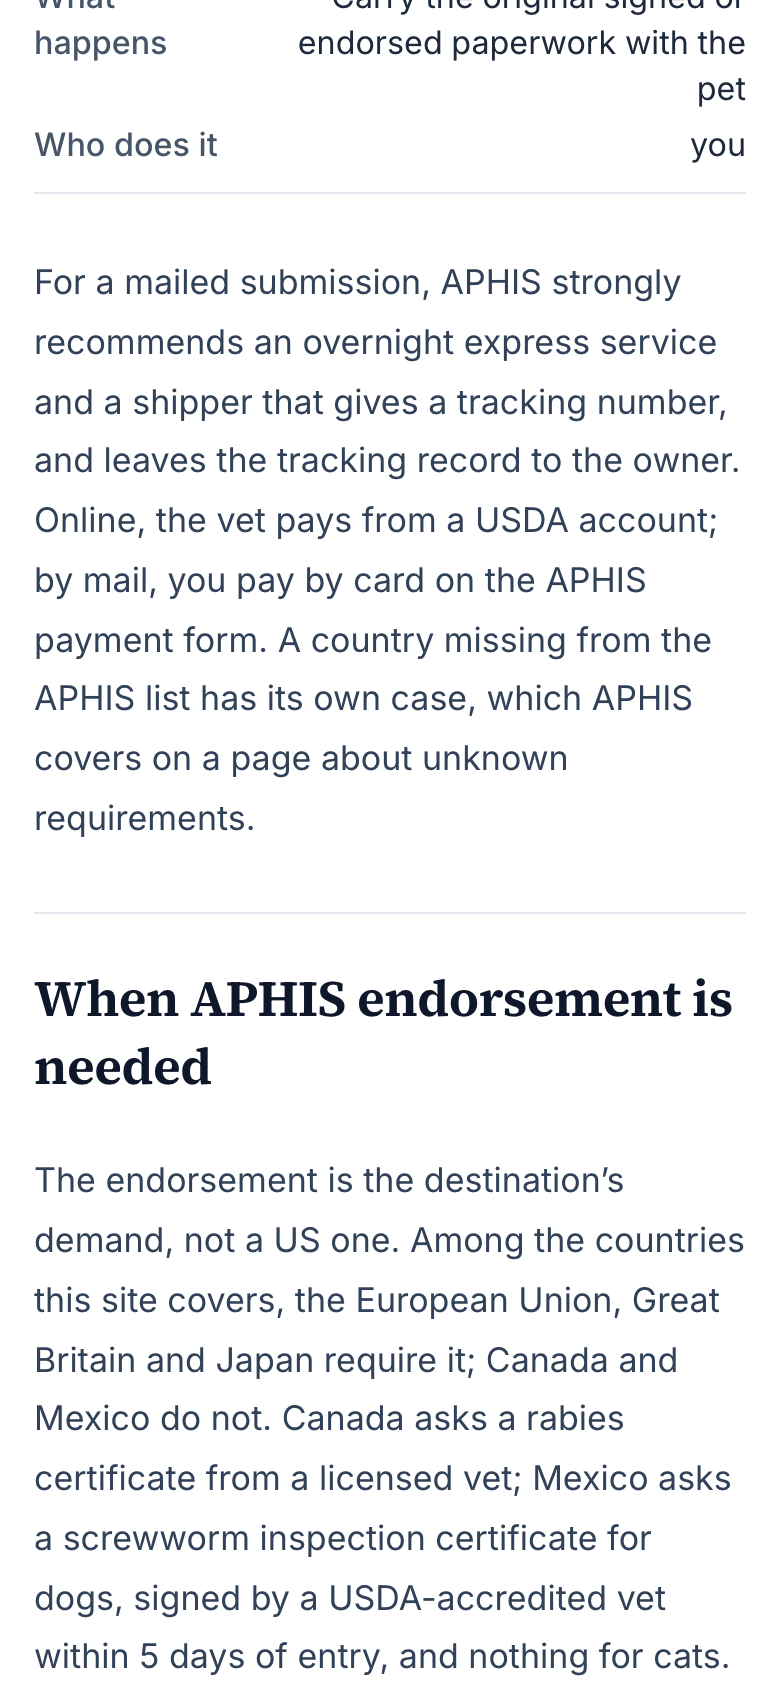 What
Carry the original signed or
happens
endorsed paperwork with the
pet
Who does it
you
For a mailed submission, APHIS strongly
recommends an overnight express service
and a shipper that gives a tracking number,
and leaves the tracking record to the owner.
Online, the vet pays from a USDA account;
by mail, you pay by card on the APHIS
payment form. A country missing from the
APHIS list has its own case, which APHIS
covers on a page about unknown
requirements.
When APHIS endorsement is
needed
The endorsement is the destination’s
demand, not a US one. Among the countries
this site covers, the European Union, Great
Britain and Japan require it; Canada and
Mexico do not. Canada asks a rabies
certificate from a licensed vet; Mexico asks
a screwworm inspection certificate for
dogs, signed by a USDA-accredited vet
within 5 days of entry, and nothing for cats.